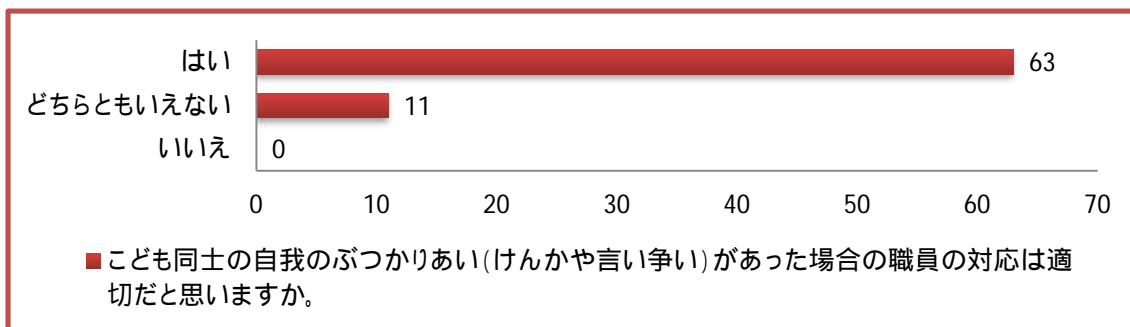 はい 63
どちらともいえない 11
いいえ 0
0 10 20 30 40 50 60 70
こども同士の自我のぶつかりあい(けんかや言い争い)があった場合の職員の対応は適
切だと思いますか。